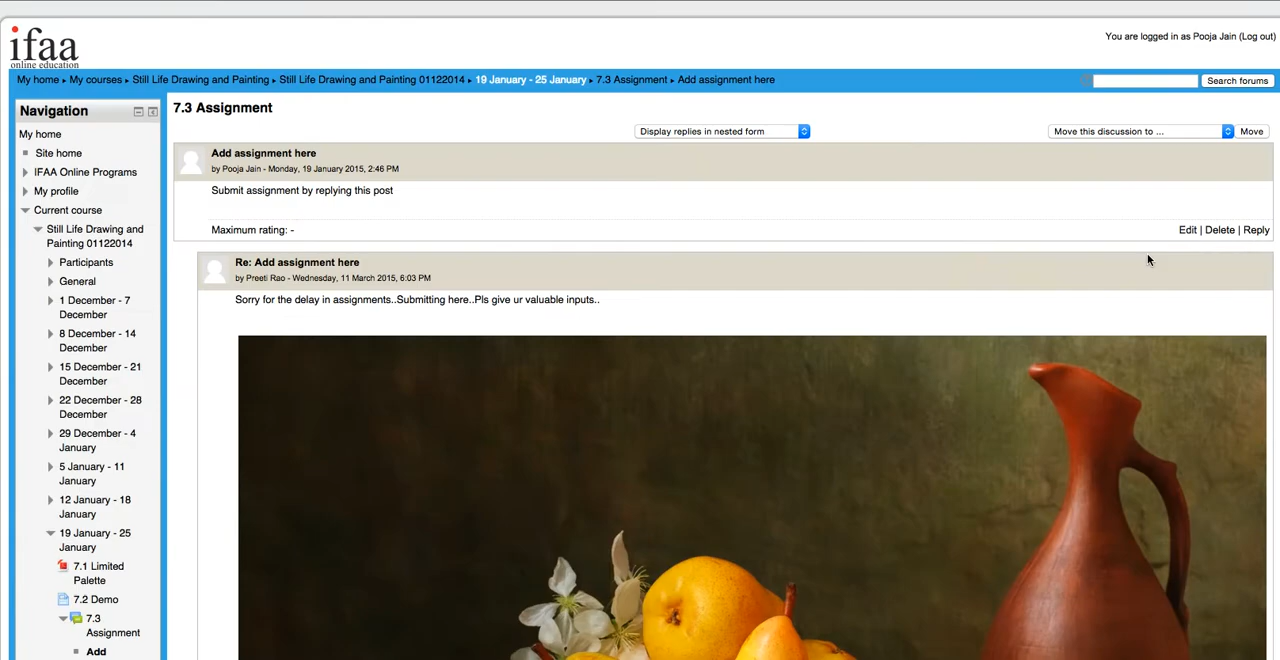 ifaa
online education
You are logged in as Pooja Jain (Log out)
My home ▸ My courses ▸ Still Life Drawing and Painting ▸ Still Life Drawing and Painting 01122014 ▸ 19 January - 25 January ▸ 7.3 Assignment ▸ Add assignment here
Search forums
Navigation
My home
Site home
IFAA Online Programs
My profile
Current course
Still Life Drawing and
Painting 01122014
Participants
General
1 December - 7
December
8 December - 14
December
15 December - 21
December
22 December - 28
December
29 December - 4
January
5 January - 11
January
12 January - 18
January
19 January - 25
January
7.1 Limited
Palette
7.2 Demo
7.3
Assignment
Add
7.3 Assignment
Display replies in nested form
Move this discussion to ...
Move
Add assignment here
by Pooja Jain - Monday, 19 January 2015, 2:46 PM
Submit assignment by replying this post
Maximum rating: -
Edit | Delete | Reply
Re: Add assignment here
by Preeti Rao - Wednesday, 11 March 2015, 6:03 PM
Sorry for the delay in assignments..Submitting here..Pls give ur valuable inputs..